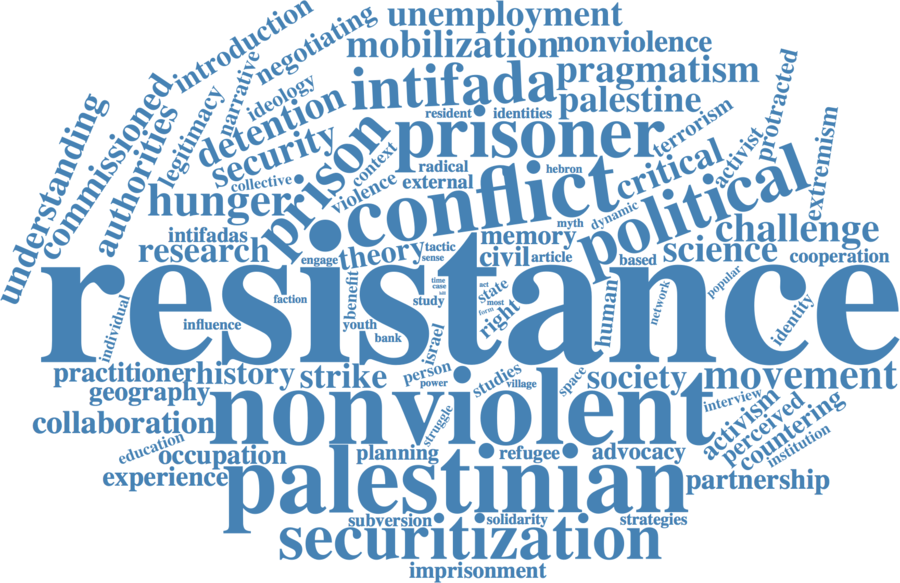 introduction
negotiating
unemployment
mobilization
nonviolence
understanding
commissioned
authorities
legitimacy
narrative
ideology
detention
security
intifada
pragmatism
palestine
resident
identities
prisoner
terrorism
activist
protracted
extremism
prison
context
collective
violence
radical
external
hebron
conflict
critical
political
hunger
myth
dynamic
challenge
intifadas
research
engage
theory
tactic
sense
memory
civil
article
based
science
cooperation
resistance
individual
influence
faction
benefit
youth
bank
time
case
study
israel
act
state
most
form
right
human
network
popular
identity
practitioner
history
strike
person
power
studies
village
space
society
movement
geography
collaboration
nonviolent
struggle
interview
activism
perceived
countering
institution
education
occupation
experience
planning
refugee
advocacy
palestinian
partnership
subversion
solidarity
strategies
securitization
imprisonment